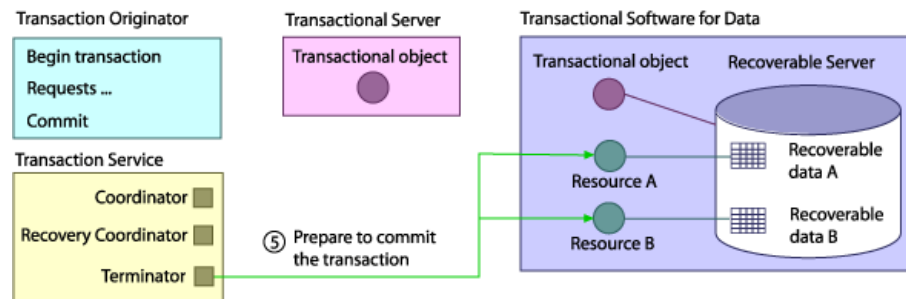 Transaction Originator
Begin transaction
Requests ...
Commit
Transactional Server
Transactional object
Transactional Software for Data
Transactional object
Recoverable Server
Resource A
Recoverable
data A
Resource B
Recoverable
data B
Transaction Service
Coordinator
Recovery Coordinator
Terminator
5 Prepare to commit
the transaction